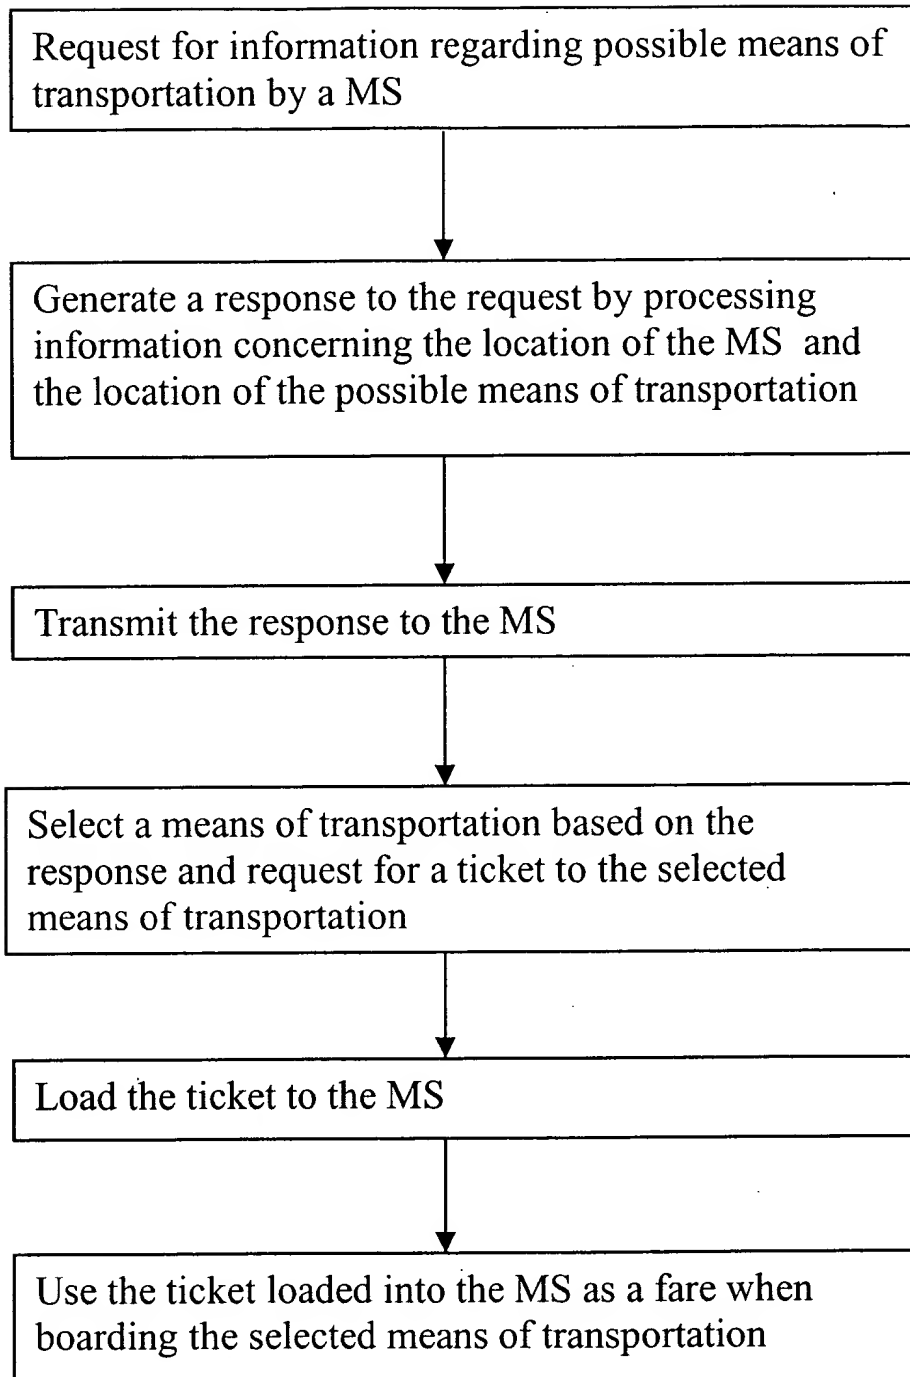 Request for information regarding possible means of
transportation by a MS
Generate a response to the request by processing
information concerning the location of the MS and
the location of the possible means of transportation
Transmit the response to the MS
Select a means of transportation based on the
response and request for a ticket to the selected
means of transportation
Load the ticket to the MS
Use the ticket loaded into the MS as a fare when
boarding the selected means of transportation